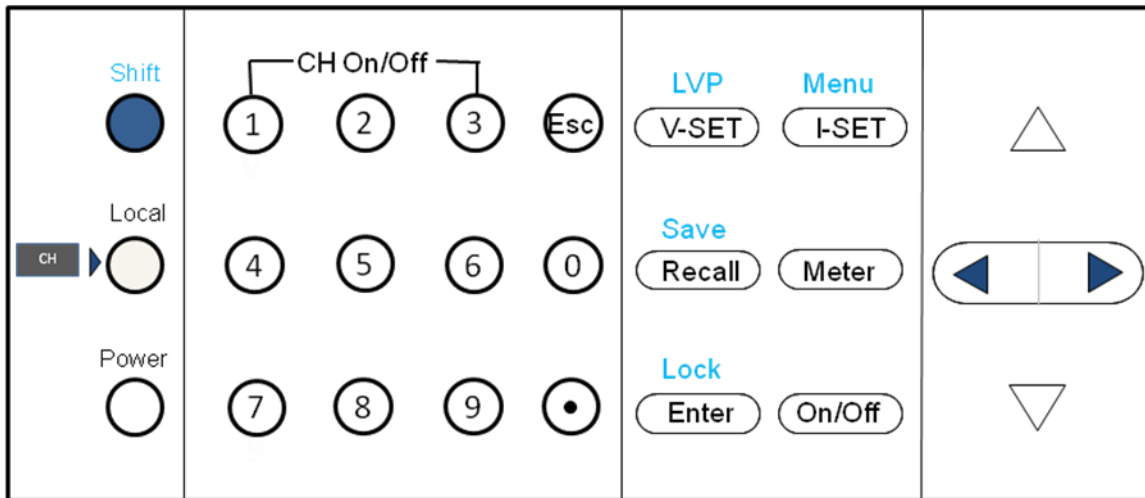 Shift
CH On/Off
1 2 3 Esc
LVP Menu
V-SET I-SET
Local
CH
4 5 6 0
Save
Recall Meter
Power
7 8 9 •
Lock
Enter On/Off